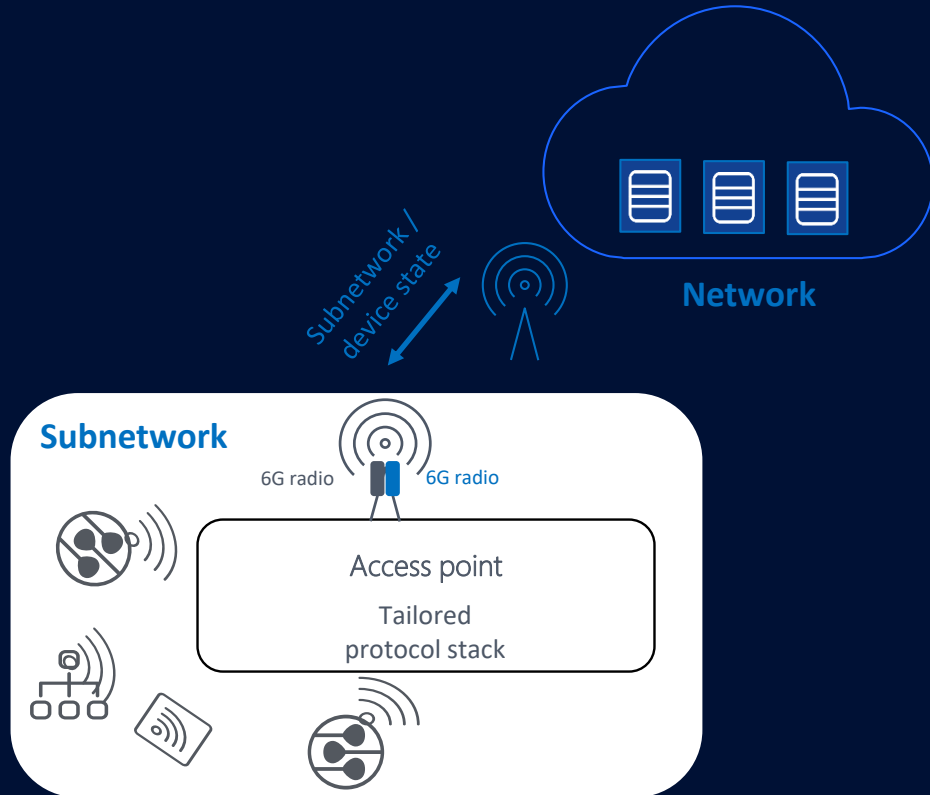 Subnetwork /
device state
Network
Subnetwork
6G radio
6G radio
Access point
Tailored
protocol stack